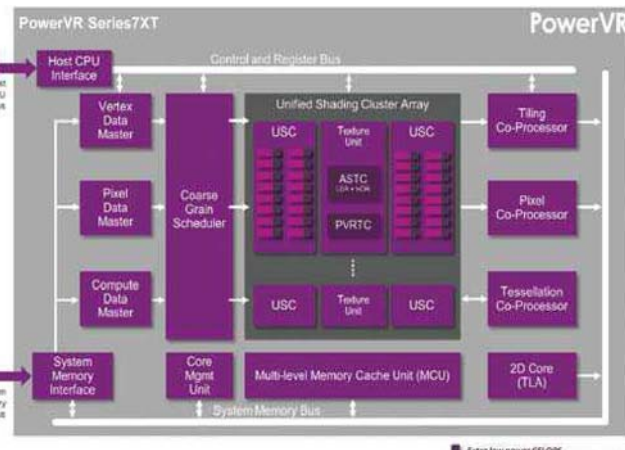 PowerVR Series7XT
PowerVR
Host CPU
Interface
Control and Register Bus
Vertex
Data
Master
Pixel
Data
Master
Compute
Data
Master
System
Memory
Interface
Coarse
Grain
Scheduler
Core
Mgmt
Unit
Unified Shading Cluster Array
USC
Texture
Unit
USC
ASTC
LDR + HDR
PVRTC
USC
Texture
Unit
USC
Multi-level Memory Cache Unit (MCU)
Tiling
Co-Processor
Pixel
Co-Processor
Tessellation
Co-Processor
2D Core
(TLA)
System Memory Bus